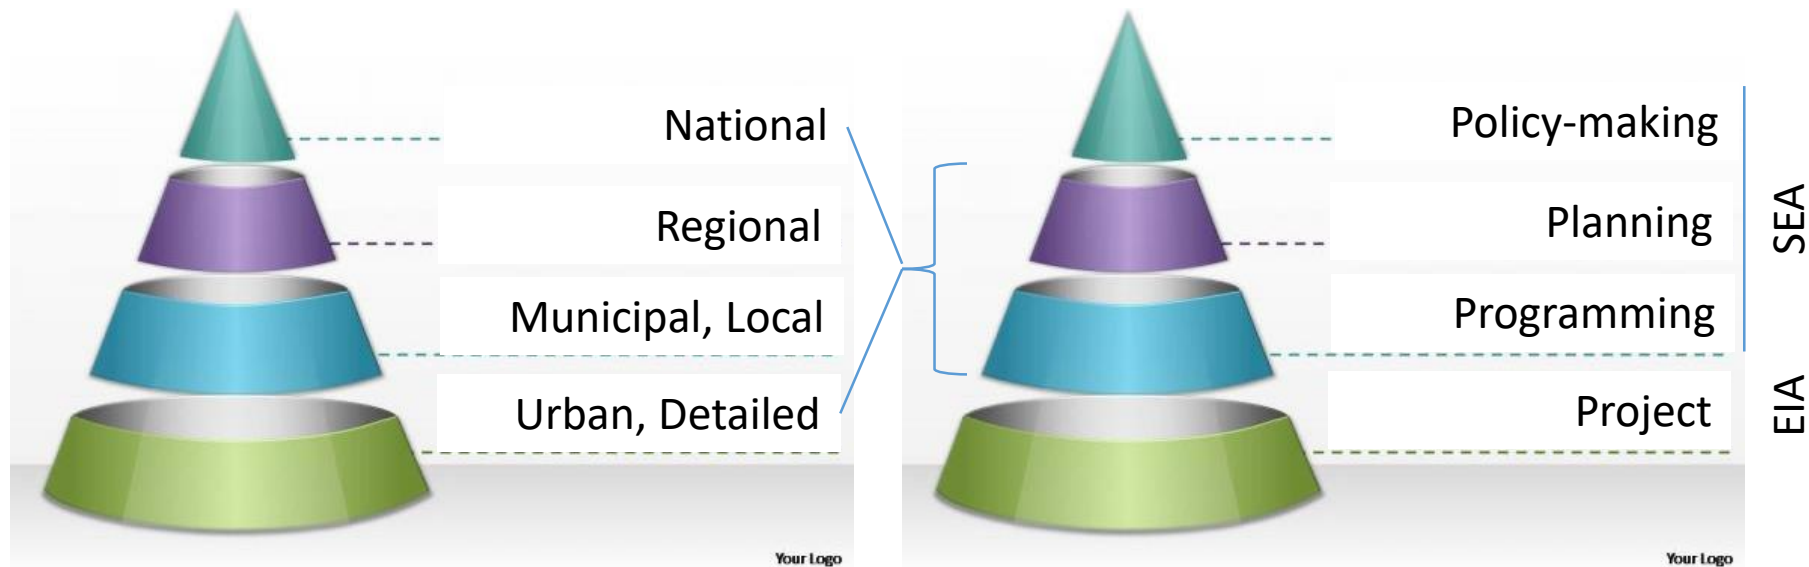 National
Regional
Municipal, Local
Urban, Detailed
Your Logo
Policy-making
Planning
Programming
Project
Your Logo
SEA
EIA